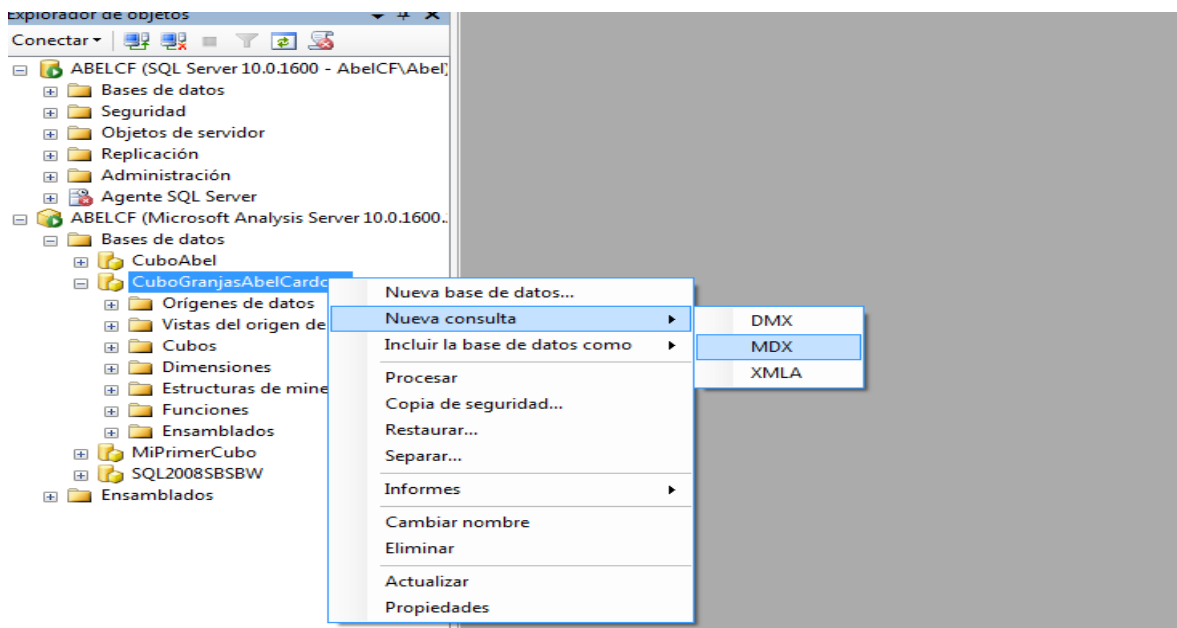 Explorador de objetos
Conectar
ABELCF (SQL Server 10.0.1600 - AbelCF\Abel)
Bases de datos
Seguridad
Objetos de servidor
Replicación
Administración
Agente SQL Server
ABELCF (Microsoft Analysis Server 10.0.1600.
Bases de datos
CuboAbel
CuboGranjasAbelCardo
Orígenes de datos
Vistas del origen de
Cubos
Dimensiones
Estructuras de mine
Funciones
Ensamblados
MiPrimerCubo
SQL2008SBSBW
Ensamblados
Nueva base de datos...
Nueva consulta
Incluir la base de datos como
Procesar
Copia de seguridad...
Restaurar...
Separar...
Informes
Cambiar nombre
Eliminar
Actualizar
Propiedades
DMX
MDX
XMLA